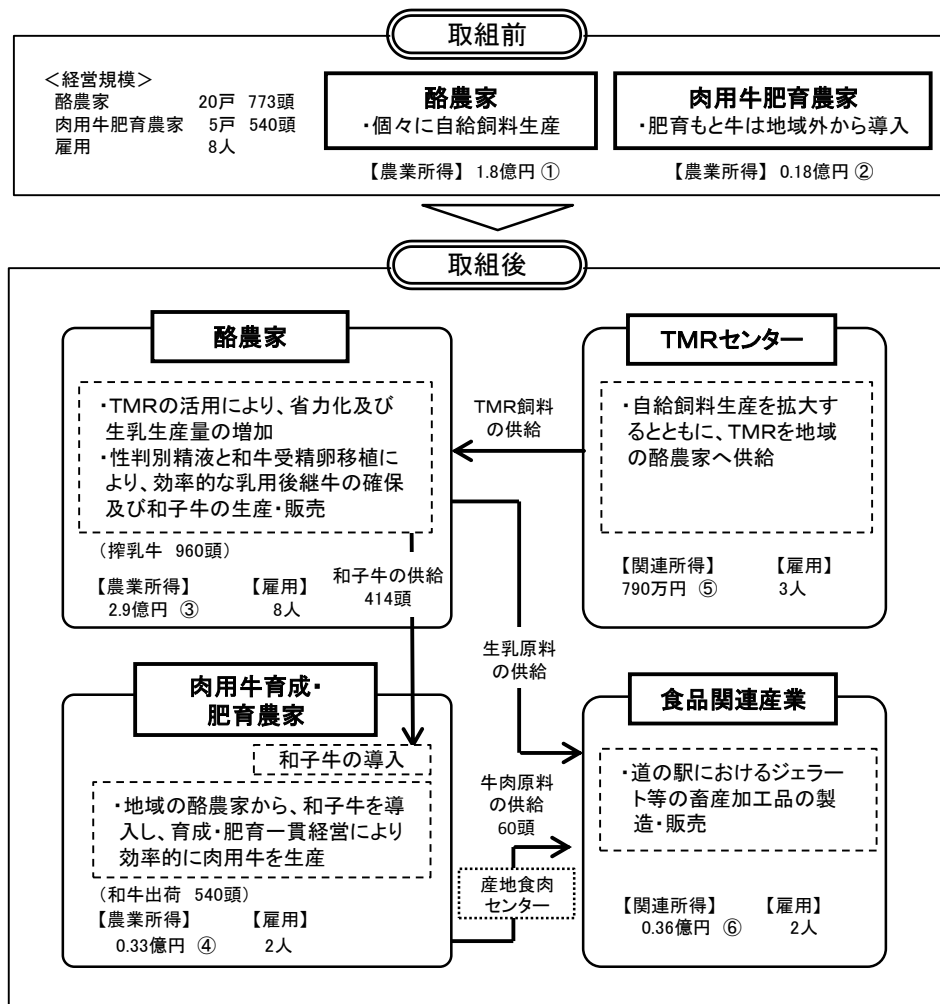 取組前
＜経営規模＞
酪農家 20戸 773頭
肉用牛肥育農家 5戸 540頭
雇用 8人
酪農家
・個々に自給飼料生産
【農業所得】 1.8億円 ①
肉用牛肥育農家
・肥育もと牛は地域外から導入
【農業所得】 0.18億円 ②
取組後
酪農家
・TMRの活用により、省力化及び
生乳生産量の増加
・性判別精液と和牛受精卵移植に
より、効率的な乳用後継牛の確保
及び和子牛の生産・販売
（搾乳牛 960頭）
【農業所得】 【雇用】
2.9億円 ③ 8人
TMR飼料
の供給
TMRセンター
・自給飼料生産を拡大す
るとともに、TMRを地域
の酪農家へ供給
【関連所得】 【雇用】
790万円 ⑤ 3人
和子牛の供給
414頭
生乳原料
の供給
肉用牛育成・
肥育農家
和子牛の導入
・地域の酪農家から、和子牛を導
入し、育成・肥育一貫経営により
効率的に肉用牛を生産
（和牛出荷 540頭）
【農業所得】 【雇用】
0.33億円 ④ 2人
牛肉原料
の供給
60頭
産地食肉
センター
食品関連産業
・道の駅におけるジェラー
ト等の畜産加工品の製
造・販売
【関連所得】 【雇用】
0.36億円 ⑥ 2人